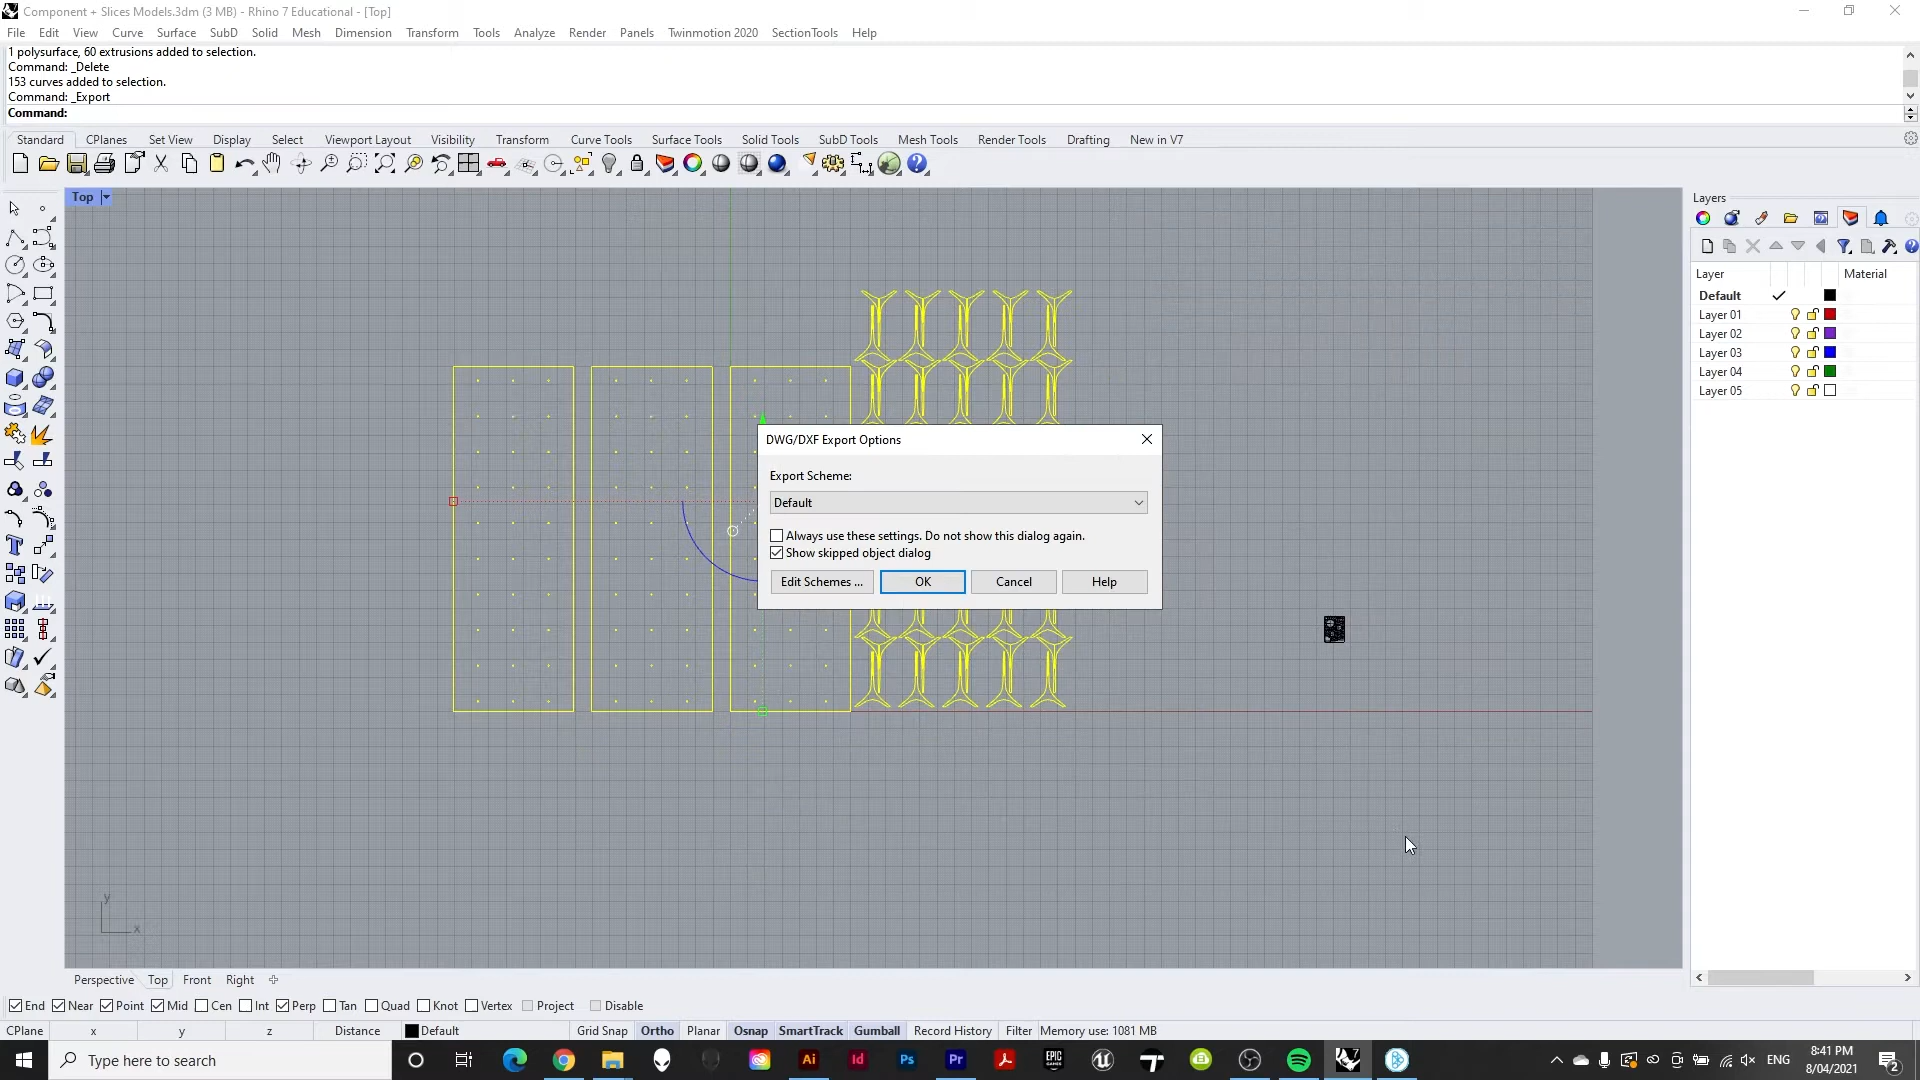 Component + Slices Models.3dm (3 MB) - Rhino 7 Educational - [Top]
File Edit View Curve Surface SubD Solid Mesh Dimension Transform Tools Analyze Render Panels Twinmotion 2020 SectionTools Help
1 polysurface, 60 extrusions added to selection.
Command: _Delete
153 curves added to selection.
Command: _Export
Command:
Standard CPlanes Set View Display Select Viewport Layout Visibility Transform Curve Tools Surface Tools Solid Tools SubD Tools Mesh Tools Render Tools Drafting New in V7
Top
Layers
Layer Material
Default
Layer 01
Layer 02
Layer 03
Layer 04
Layer 05
DWG/DXF Export Options
Export Scheme:
Default
Always use these settings. Do not show this dialog again.
Show skipped object dialog
Edit Schemes ... OK Cancel Help
y
x
Perspective Top Front Right
End Near Point Mid Cen Int Perp Tan Quad Knot Vertex Project Disable
CPlane x y z Distance Default Grid Snap Ortho Planar Osnap SmartTrack Gumball Record History Filter Memory use: 1081 MB
Type here to search
Ai Id Ps Pr EPIC GAMES 7 ENG
8:41 PM
8/04/2021
2